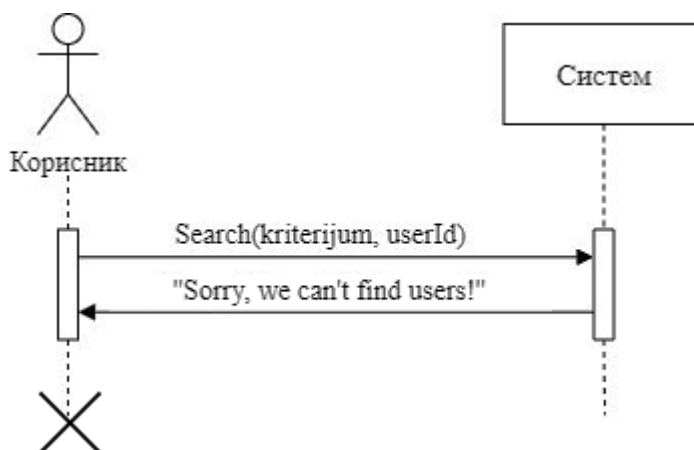 Систем
Корисник
Search(kriterijum, userId)
"Sorry, we can't find users!"